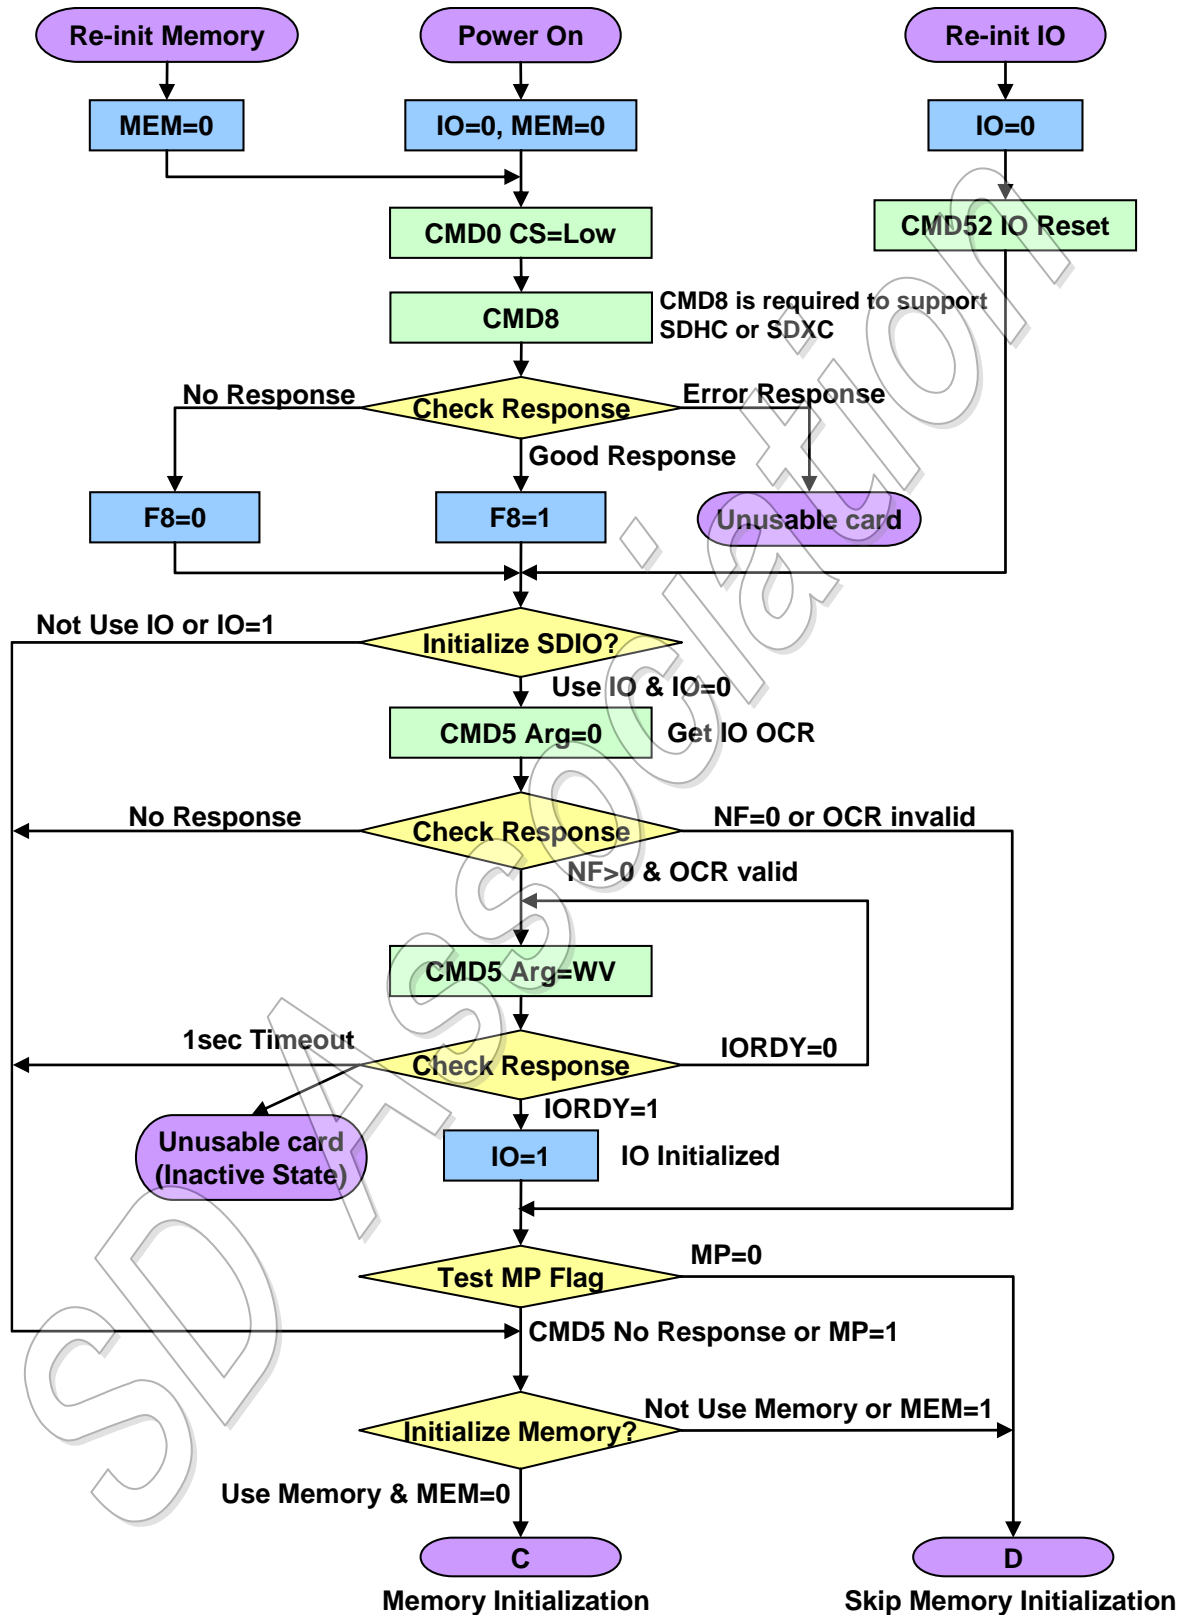 Re-init Memory
Power On
Re-init IO
MEM=0
IO=0, MEM=0
IO=0
CMD0 CS=Low
CMD52 IO Reset
CMD8
CMD8 is required to support
SDHC or SDXC
No Response
Check Response
Error Response
Good Response
F8=0
F8=1
Unusable card
Not Use IO or IO=1
Initialize SDIO?
Use IO & IO=0
CMD5 Arg=0
Get IO OCR
No Response
Check Response
NF=0 or OCR invalid
NF>0 & OCR valid
CMD5 Arg=WV
1sec Timeout
Check Response
IORDY=0
IORDY=1
Unusable card
(Inactive State)
IO=1
IO Initialized
Test MP Flag
MP=0
CMD5 No Response or MP=1
Initialize Memory?
Not Use Memory or MEM=1
Use Memory & MEM=0
C
D
Memory Initialization
Skip Memory Initialization
SD Association